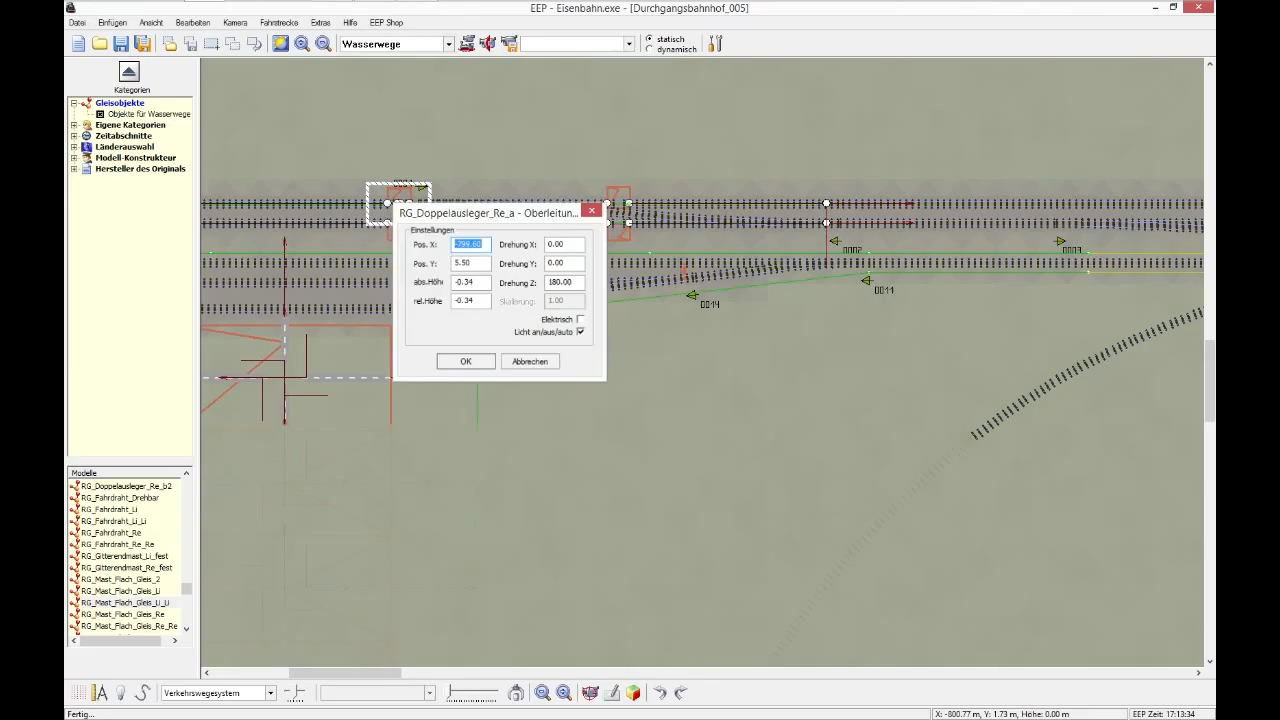 EEP - Eisenbahn.exe - [Durchgangsbahnhof_005]
Datei Einfügen Ansicht Bearbeiten Kamera Fahrstrecke Extras Hilfe EEP Shop
Wasserwege
statisch
dynamisch
Kategorien
Gleisobjekte
Objekte für Wasserwege
Eigene Kategorien
Zeitabschnitte
Länderauswahl
Modell-Konstrukteur
Hersteller des Originals
RG_Doppelausleger_Re_a - Oberleitun...
Einstellungen
Pos. X: -799.60 Drehung X: 0.00
Pos. Y: 5.50 Drehung Y: 0.00
abs.Höhe -0.34 Drehung Z: 180.00
rel.Höhe -0.34 Skalierung: 1.00
Elektrisch
Licht an/aus/auto
OK Abbrechen
0002
0003
0011
0014
Modelle
RG_Doppelausleger_Re_b2
RG_Fahrdraht_Drehbar
RG_Fahrdraht_Li
RG_Fahrdraht_Li_Li
RG_Fahrdraht_Re
RG_Fahrdraht_Re_Re
RG_Gitterendmast_Li_fest
RG_Gitterendmast_Re_fest
RG_Mast_Flach_Gleis_2
RG_Mast_Flach_Gleis_Li
RG_Mast_Flach_Gleis_Li_Li
RG_Mast_Flach_Gleis_Re
RG_Mast_Flach_Gleis_Re_Re
Verkehrswegesystem
Fertig...
X: -800.77 m, Y: 1.73 m, Höhe: 0.00 m
EEP Zeit: 17:13:34